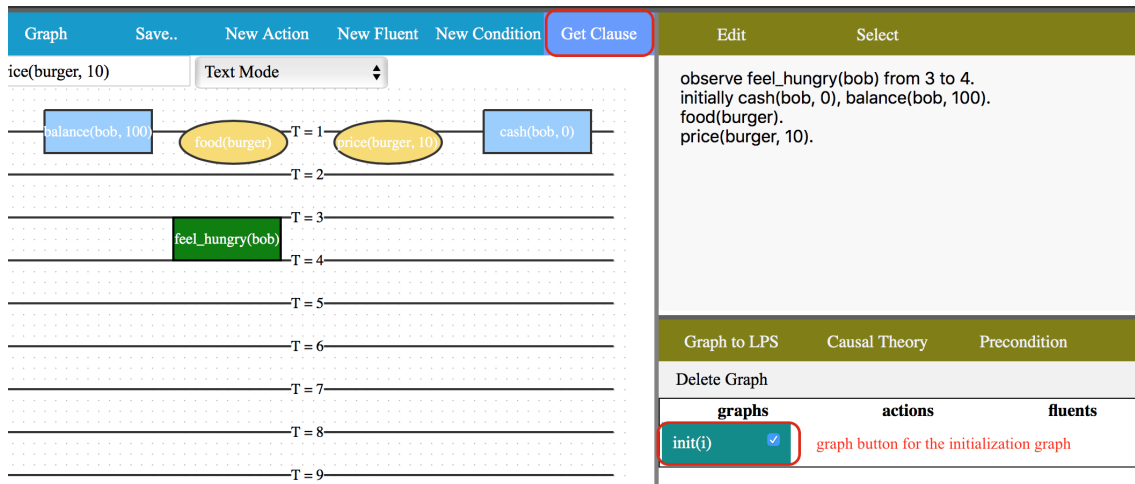 Graph Save.. New Action New Fluent New Condition Get Clause
ice(burger, 10) Text Mode
balance(bob, 100) food(burger) T = 1 price(burger, 10) cash(bob, 0)
T = 2
T = 3
feel_hungry(bob)
T = 4
T = 5
T = 6
T = 7
T = 8
T = 9
Edit Select
observe feel_hungry(bob) from 3 to 4.
initially cash(bob, 0), balance(bob, 100).
food(burger).
price(burger, 10).
Graph to LPS Causal Theory Precondition
Delete Graph
graphs actions fluents
init(i) graph button for the initialization graph